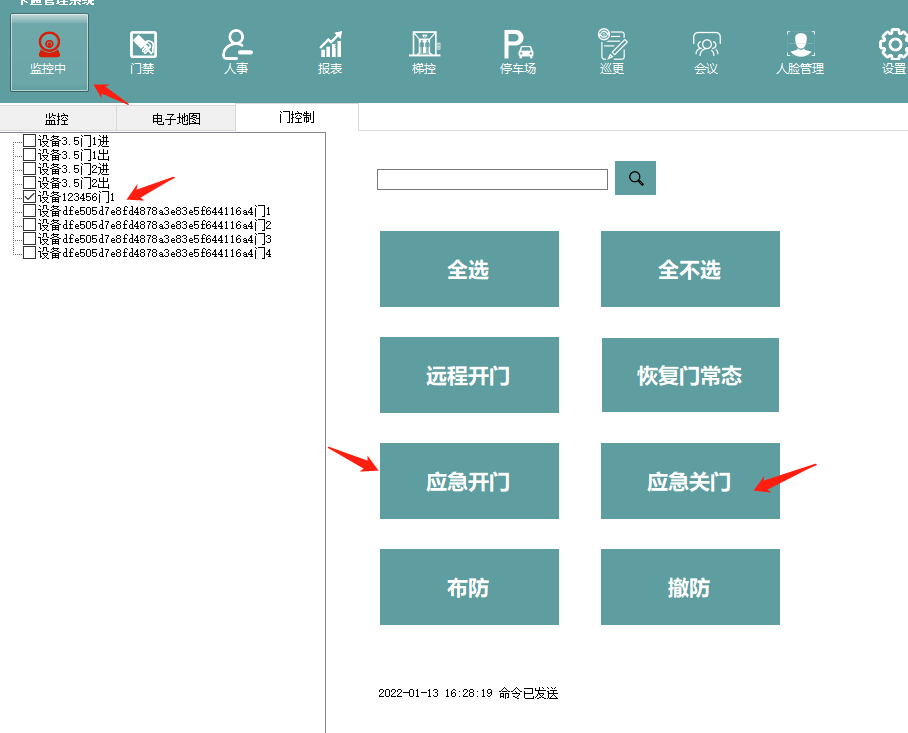 卡通管理系统
监控中 门禁 人事 报表 梯控 停车场 巡更 会议 人脸管理 设置
监控 电子地图 门控制
设备3.5门1进
设备3.5门1出
设备3.5门2进
设备3.5门2出
设备123456门1
设备dfe505d7e8fd4878a3e83e5f644116a4门1
设备dfe505d7e8fd4878a3e83e5f644116a4门2
设备dfe505d7e8fd4878a3e83e5f644116a4门3
设备dfe505d7e8fd4878a3e83e5f644116a4门4
全选 全不选
远程开门 恢复门常态
应急开门 应急关门
布防 撤防
2022-01-13 16:28:19 命令已发送